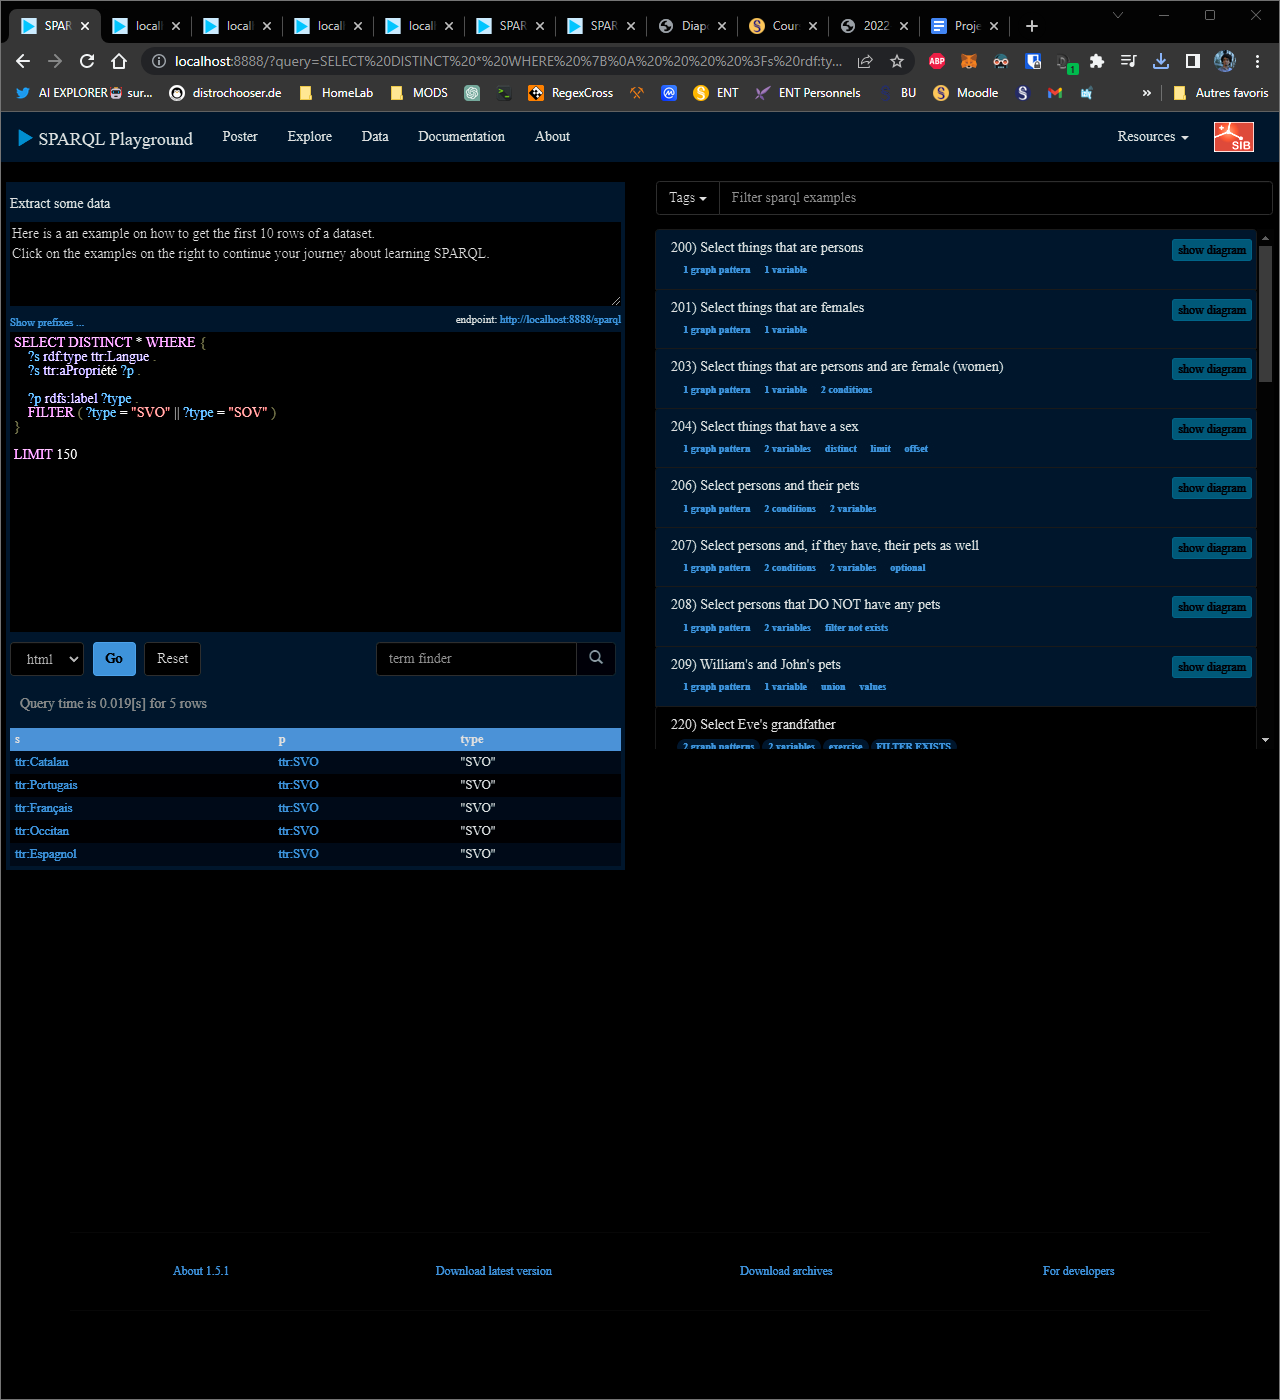 SPAR
locall
locall
locall
locall
SPAR
SPAR
Diapo
Cour
2022
Proje
localhost:8888/?query=SELECT%20DISTINCT%20*%20WHERE%20%7B%0A%20%20%20%20%3Fs%20rdf:ty...
ABP
1
AI EXPLORER
sur...
distrochooser.de
HomeLab
MODS
RegexCross
ENT
ENT Personnels
BU
Moodle
»
Autres favoris
SPARQL Playground
Poster
Explore
Data
Documentation
About
Resources
SIB
Extract some data
Here is a an example on how to get the first 10 rows of a dataset.
Click on the examples on the right to continue your journey about learning SPARQL.
Show prefixes ...
endpoint: http://localhost:8888/sparql
SELECT DISTINCT * WHERE {
?s rdf:type ttr:Langue .
?s ttr:aPropriété ?p .
?p rdfs:label ?type .
FILTER ( ?type = "SVO" || ?type = "SOV" )
}
LIMIT 150
html
Go
Reset
term finder
Query time is 0.019[s] for 5 rows
s p type
ttr:Catalan ttr:SVO "SVO"
ttr:Portugais ttr:SVO "SVO"
ttr:Français ttr:SVO "SVO"
ttr:Occitan ttr:SVO "SVO"
ttr:Espagnol ttr:SVO "SVO"
Tags
Filter sparql examples
200) Select things that are persons
show diagram
1 graph pattern 1 variable
201) Select things that are females
show diagram
1 graph pattern 1 variable
203) Select things that are persons and are female (women)
show diagram
1 graph pattern 1 variable 2 conditions
204) Select things that have a sex
show diagram
1 graph pattern 2 variables distinct limit offset
206) Select persons and their pets
show diagram
1 graph pattern 2 conditions 2 variables
207) Select persons and, if they have, their pets as well
show diagram
1 graph pattern 2 conditions 2 variables optional
208) Select persons that DO NOT have any pets
show diagram
1 graph pattern 2 variables filter not exists
209) William's and John's pets
show diagram
1 graph pattern 1 variable union values
220) Select Eve's grandfather
2 graph patterns 2 variables exercise FILTER EXISTS
About 1.5.1
Download latest version
Download archives
For developers